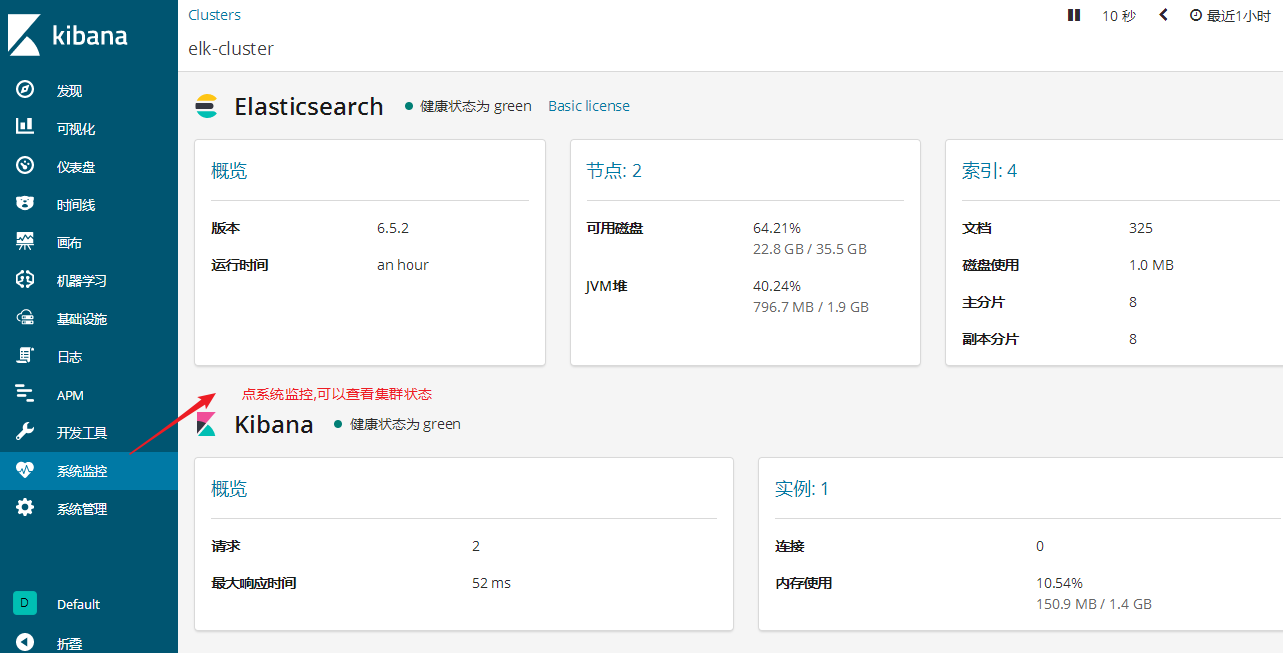 kibana
发现
可视化
仪表盘
时间线
画布
机器学习
基础设施
日志
APM
开发工具
系统监控
系统管理
D Default
折叠
Clusters
10 秒
最近1小时
elk-cluster
Elasticsearch 健康状态为 green Basic license
概览
版本 6.5.2
运行时间 an hour
节点: 2
可用磁盘 64.21%
22.8 GB / 35.5 GB
JVM堆 40.24%
796.7 MB / 1.9 GB
索引: 4
文档 325
磁盘使用 1.0 MB
主分片 8
副本分片 8
点系统监控,可以查看集群状态
Kibana 健康状态为 green
概览
请求 2
最大响应时间 52 ms
实例: 1
连接 0
内存使用 10.54%
150.9 MB / 1.4 GB